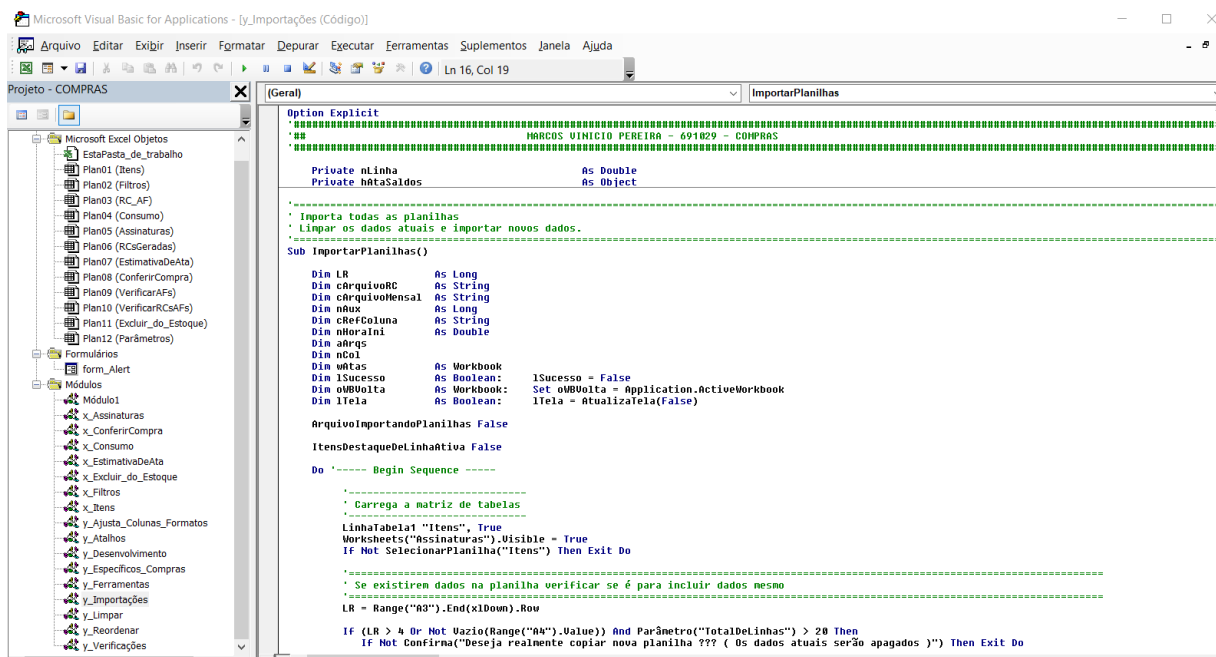 Microsoft Visual Basic for Applications - [y_Importações (Código)]
Arquivo Editar Exibir Inserir Formatar Depurar Executar Ferramentas Suplementos Janela Ajuda
Ln 16, Col 19
Projeto - COMPRAS
Microsoft Excel Objetos
EstaPasta_de_trabalho
Plan01 (Itens)
Plan02 (Filtros)
Plan03 (RC_AF)
Plan04 (Consumo)
Plan05 (Assinaturas)
Plan06 (RCsGeradas)
Plan07 (EstimativaDeAta)
Plan08 (ConferirCompra)
Plan09 (VerificarAFs)
Plan10 (VerificarRCsAFs)
Plan11 (Excluir_do_Estoque)
Plan12 (Parâmetros)
Formulários
form_Alert
Módulos
Módulo1
x_Assinaturas
x_ConferirCompra
x_Consumo
x_EstimativaDeAta
x_Excluir_do_Estoque
x_Filtros
x_Itens
y_Ajusta_Colunas_Formatos
y_Atalhos
y_Desenvolvimento
y_Específicos_Compras
y_Ferramentas
y_Importações
y_Limpar
y_Reordenar
y_Verificações
(Geral) ImportarPlanilhas
Option Explicit
'##                MARCOS VINICIO PEREIRA - 691029 - COMPRAS
Private nLinha As Double
Private hAtaSaldos As Object
' Importa todas as planilhas
' Limpar os dados atuais e importar novos dados.
Sub ImportarPlanilhas()
Dim LR As Long
Dim cArquivoRC As String
Dim cArquivoMensal As String
Dim nAux As Long
Dim cRefColuna As String
Dim nHoraIni As Double
Dim aArqs
Dim nCol
Dim wAtas As Workbook
Dim lSucesso As Boolean: lSucesso = False
Dim oWBVolta As Workbook: Set oWBVolta = Application.ActiveWorkbook
Dim lTela As Boolean: lTela = AtualizaTela(False)
ArquivoImportandoPlanilhas False
ItensDestaqueDeLinhaAtiva False
Do '----- Begin Sequence -----
'-----------------------------
' Carrega a matriz de tabelas
'-----------------------------
LinhaTabela1 "Itens", True
Worksheets("Assinaturas").Visible = True
If Not SelecionarPlanilha("Itens") Then Exit Do
' Se existirem dados na planilha verificar se é para incluir dados mesmo
LR = Range("A3").End(xlDown).Row
If (LR > 4 Or Not Vazio(Range("A4").Value)) And Parâmetro("TotalDeLinhas") > 20 Then
If Not Confirma("Deseja realmente copiar nova planilha ??? ( Os dados atuais serão apagados )") Then Exit Do